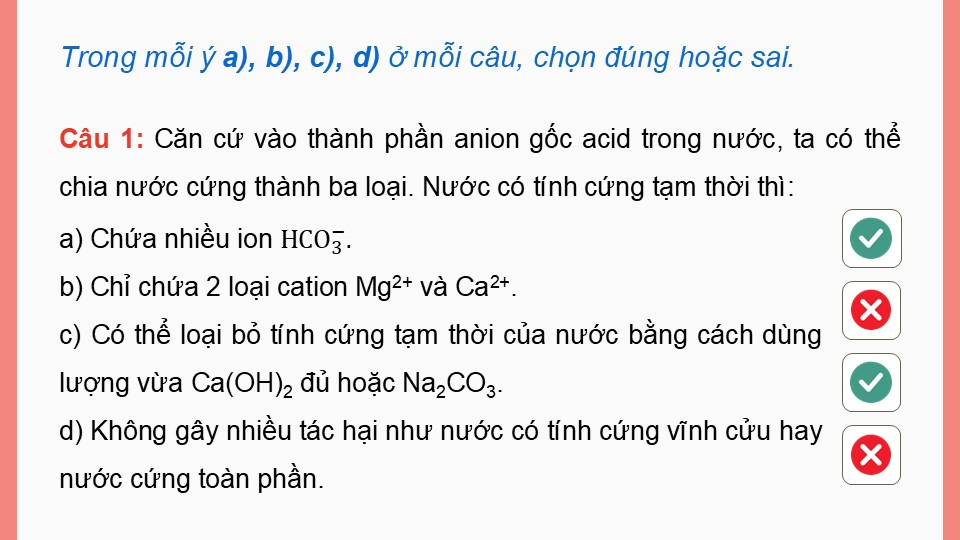 Trong mỗi ý a), b), c), d) ở mỗi câu, chọn đúng hoặc sai.
Câu 1: Căn cứ vào thành phần anion gốc acid trong nước, ta có thể
chia nước cứng thành ba loại. Nước có tính cứng tạm thời thì:
a) Chứa nhiều ion HCO₃⁻.
b) Chỉ chứa 2 loại cation Mg²⁺ và Ca²⁺.
c) Có thể loại bỏ tính cứng tạm thời của nước bằng cách dùng
lượng vừa Ca(OH)₂ đủ hoặc Na₂CO₃.
d) Không gây nhiều tác hại như nước có tính cứng vĩnh cửu hay
nước cứng toàn phần.